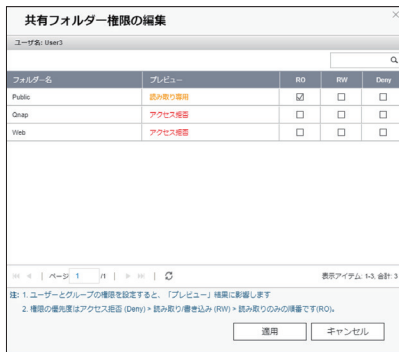 共有フォルダー権限の編集
ユーザ名: User3
フォルダー名 プレビュー RO RW Deny
Public 読み取り専用
Qnap アクセス拒否
Web アクセス拒否
ページ 1 /1 表示アイテム: 1-3, 合計: 3
注: 1. ユーザーとグループの権限を設定すると、「プレビュー」結果に影響します
2. 権限の優先度はアクセス拒否 (Deny) > 読み取り/書き込み (RW) > 読み取りのみの順番です(RO)。
適用 キャンセル